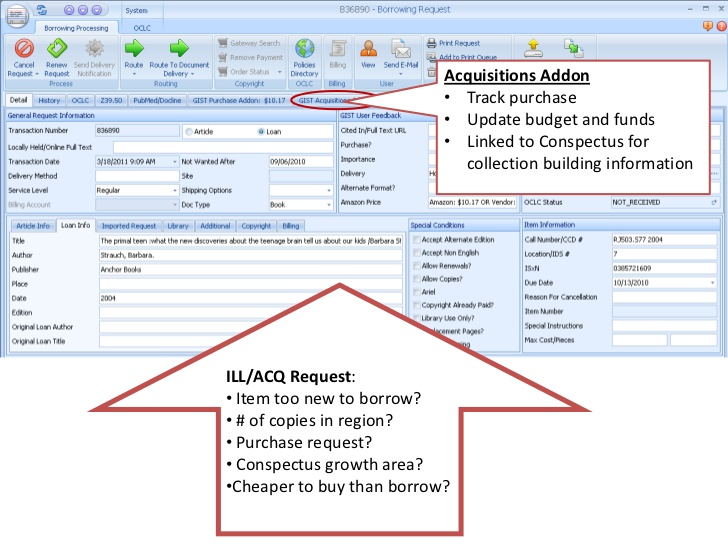 B36B90 - Borrowing Request
System
Borrowing Processing OCLC
Cancel Request
Renew Request
Send Delivery Notification
Process
Route
Route To Document Delivery
Routing
Gateway Search
Remove Payment
Order Status
Copyright
Policies Directory
OCLC
Billing
Billing
View
Send E-Mail
User
Print Request
Add to Print Queue
Acquisitions Addon
• Track purchase
• Update budget and funds
• Linked to Conspectus for
collection building information
Detail History OCLC Z39.50 PubMed/Docline GIST Purchase Addon: $10.17 GIST Acquisitions
General Request Information
Transaction Number 836890 Article Loan
Locally Held/Online Full Text
Transaction Date 3/18/2011 9:09 AM Not Wanted After 09/06/2010
Delivery Method Site
Service Level Regular Shipping Options
Billing Account Doc Type Book
GIST User Feedback
Cited In/Full Text URL
Purchase?
Importance
Delivery
Alternate Format?
Amazon Price Amazon: $10.17 OR Vendor:
OCLC Status NOT_RECEIVED
Article Info Loan Info Imported Request Library Additional Copyright Billing
Title The primal teen :what the new discoveries about the teenage brain tell us about our kids /Barbara St
Author Strauch, Barbara.
Publisher Anchor Books
Place
Date 2004
Edition
Original Loan Author
Original Loan Title
Special Conditions
Accept Alternate Edition
Accept Non English
Allow Renewals?
Allow Copies?
Ariel
Copyright Already Paid?
Library Use Only?
Pages?
Item Information
Call Number/CCD # RJ503.577 2004
Location/IDS # 7
ISxN 0385721609
Due Date 10/13/2010
Reason For Cancellation
Item Number
Special Instructions
Max Cost/Pieces
ILL/ACQ Request:
• Item too new to borrow?
• # of copies in region?
• Purchase request?
• Conspectus growth area?
•Cheaper to buy than borrow?